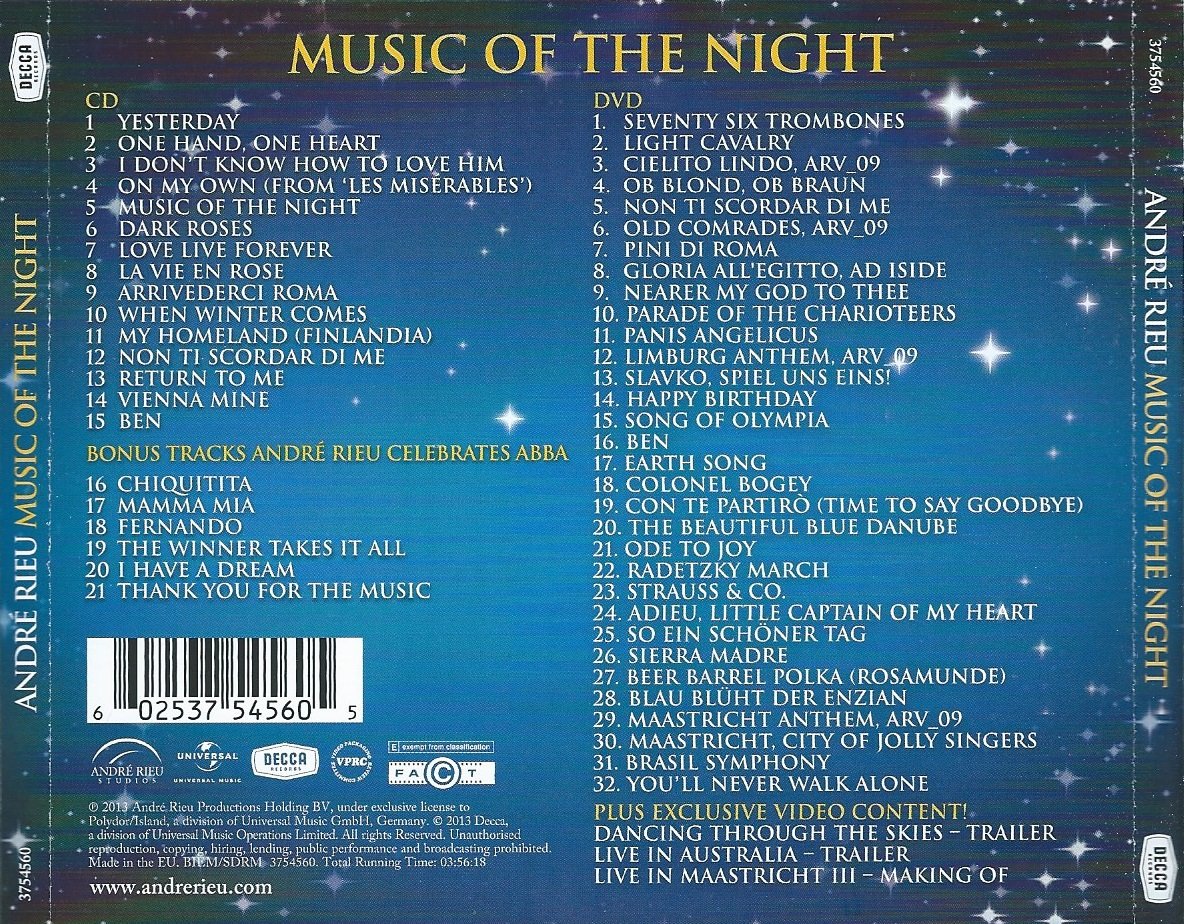 MUSIC OF THE NIGHT
CD
1 YESTERDAY
2 ONE HAND, ONE HEART
3 I DON'T KNOW HOW TO LOVE HIM
4 ON MY OWN (FROM 'LES MISÉRABLES')
5 MUSIC OF THE NIGHT
6 DARK ROSES
7 LOVE LIVE FOREVER
8 LA VIE EN ROSE
9 ARRIVEDERCI ROMA
10 WHEN WINTER COMES
11 MY HOMELAND (FINLANDIA)
12 NON TI SCORDAR DI ME
13 RETURN TO ME
14 VIENNA MINE
15 BEN
BONUS TRACKS ANDRÉ RIEU CELEBRATES ABBA
16 CHIQUITITA
17 MAMMA MIA
18 FERNANDO
19 THE WINNER TAKES IT ALL
20 I HAVE A DREAM
21 THANK YOU FOR THE MUSIC
6 02537 54560 5
ANDRÉ RIEU
STUDIOS
UNIVERSAL
UNIVERSAL MUSIC
DECCA
RECORDS
VPRC
E exempt from classification
FACT
℗ 2013 André Rieu Productions Holding BV, under exclusive license to
Polydor/Island, a division of Universal Music GmbH, Germany. © 2013 Decca,
a division of Universal Music Operations Limited. All rights Reserved. Unauthorised
reproduction, copying, hiring, lending, public performance and broadcasting prohibited.
Made in the EU. BIEM/SDRM 3754560. Total Running Time: 03:56:18
www.andrerieu.com
DVD
1. SEVENTY SIX TROMBONES
2. LIGHT CAVALRY
3. CIELITO LINDO, ARV_09
4. OB BLOND, OB BRAUN
5. NON TI SCORDAR DI ME
6. OLD COMRADES, ARV_09
7. PINI DI ROMA
8. GLORIA ALL'EGITTO, AD ISIDE
9. NEARER MY GOD TO THEE
10. PARADE OF THE CHARIOTEERS
11. PANIS ANGELICUS
12. LIMBURG ANTHEM, ARV_09
13. SLAVKO, SPIEL UNS EINS!
14. HAPPY BIRTHDAY
15. SONG OF OLYMPIA
16. BEN
17. EARTH SONG
18. COLONEL BOGEY
19. CON TE PARTIRÒ (TIME TO SAY GOODBYE)
20. THE BEAUTIFUL BLUE DANUBE
21. ODE TO JOY
22. RADETZKY MARCH
23. STRAUSS & CO.
24. ADIEU, LITTLE CAPTAIN OF MY HEART
25. SO EIN SCHÖNER TAG
26. SIERRA MADRE
27. BEER BARREL POLKA (ROSAMUNDE)
28. BLAU BLÜHT DER ENZIAN
29. MAASTRICHT ANTHEM, ARV_09
30. MAASTRICHT, CITY OF JOLLY SINGERS
31. BRASIL SYMPHONY
32. YOU'LL NEVER WALK ALONE
PLUS EXCLUSIVE VIDEO CONTENT!
DANCING THROUGH THE SKIES – TRAILER
LIVE IN AUSTRALIA – TRAILER
LIVE IN MAASTRICHT III – MAKING OF
DECCA
RECORDS
ANDRÉ RIEU MUSIC OF THE NIGHT
3754560
3754560
ANDRÉ RIEU MUSIC OF THE NIGHT
DECCA
RECORDS